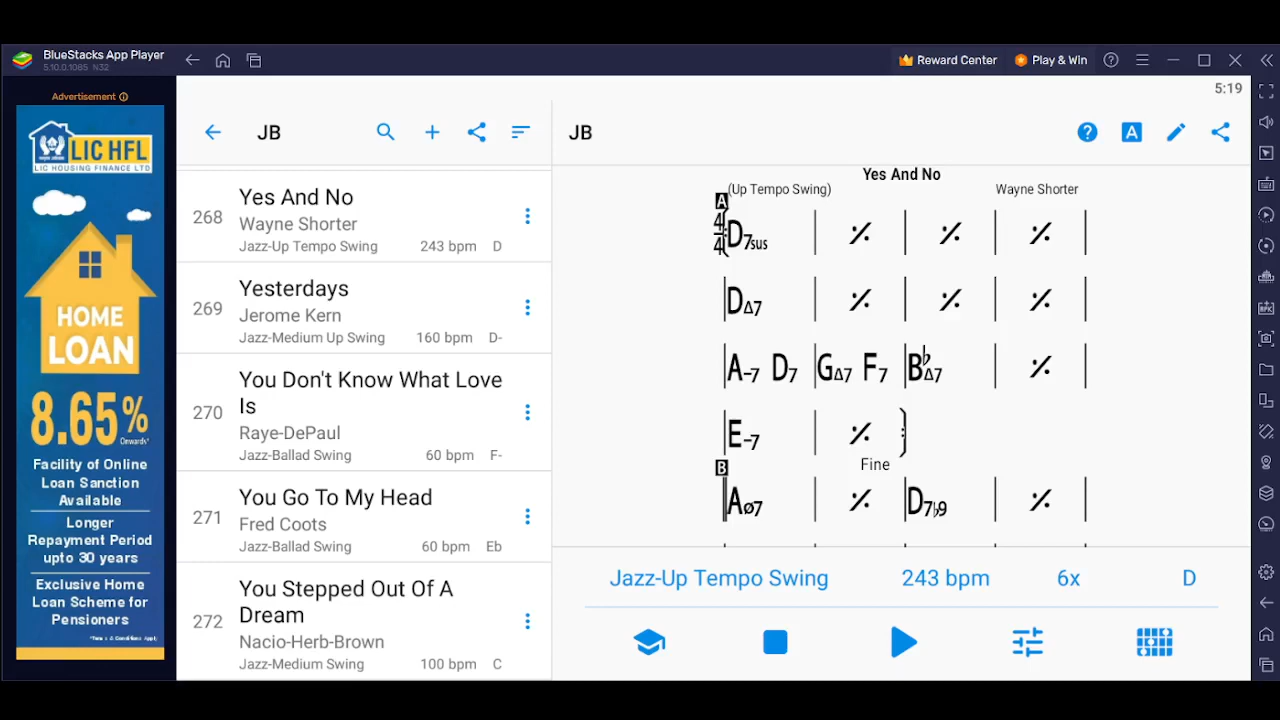 BlueStacks App Player
5.10.0.1085 N32
Reward Center
Play & Win
Advertisement
LIC HFL
LIC HOUSING FINANCE LTD
HOME
LOAN
8.65%
Onwards*
Facility of Online
Loan Sanction
Available
Longer
Repayment Period
upto 30 years
Exclusive Home
Loan Scheme for
Pensioners
*Terms & Conditions Apply
JB
268
Yes And No
Wayne Shorter
Jazz-Up Tempo Swing 243 bpm D
269
Yesterdays
Jerome Kern
Jazz-Medium Up Swing 160 bpm D-
270
You Don't Know What Love
Is
Raye-DePaul
Jazz-Ballad Swing 60 bpm F-
271
You Go To My Head
Fred Coots
Jazz-Ballad Swing 60 bpm Eb
272
You Stepped Out Of A
Dream
Nacio-Herb-Brown
Jazz-Medium Swing 100 bpm C
5:19
JB
A
Yes And No
(Up Tempo Swing) Wayne Shorter
A
4/4 D7sus
DΔ7
A-7 D7 GΔ7 F7 B♭Δ7
E-7
Fine
B
Aø7 D7♭9
Jazz-Up Tempo Swing 243 bpm 6x D